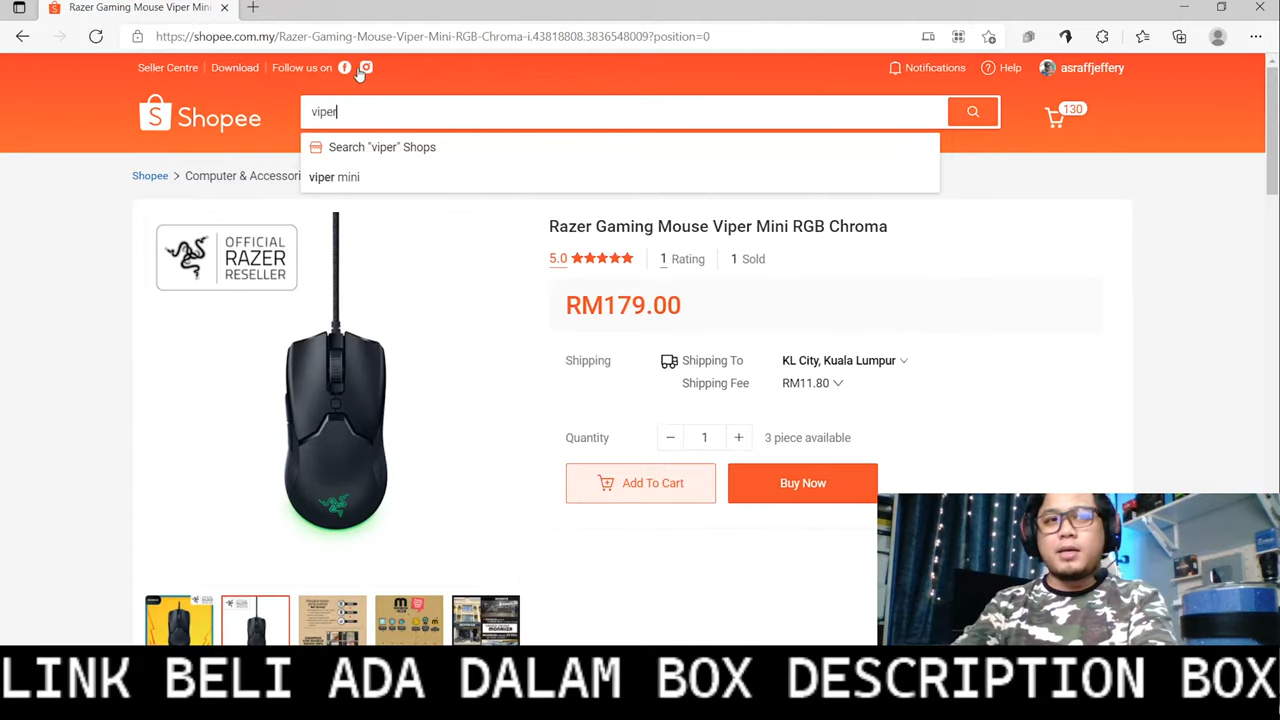 Razer Gaming Mouse Viper Mini
https://shopee.com.my/Razer-Gaming-Mouse-Viper-Mini-RGB-Chroma-i.43818808.3836548009?position=0
Seller Centre Download Follow us on Notifications Help asraffjeffery
Shopee viper 130
Search "viper" Shops
viper mini
Shopee > Computer & Accessori
OFFICIAL
RAZER
RESELLER
Razer Gaming Mouse Viper Mini RGB Chroma
5.0 1 Rating 1 Sold
RM179.00
Shipping Shipping To KL City, Kuala Lumpur
Shipping Fee RM11.80
Quantity − 1 + 3 piece available
Add To Cart Buy Now
LINK BELI ADA DALAM BOX DESCRIPTION BOX